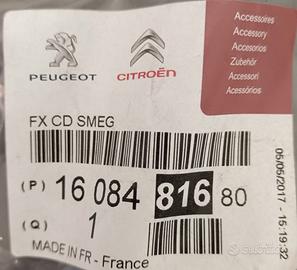 Accessoires
Accessory
Accesorios
Zubehör
Accessori
Acessórios
PEUGEOT
CITROËN
FX CD SMEG
(P) 16 084 816 80
(Q) 1
MADE IN FR - France
05/05/2017 - 15:19:32
subito